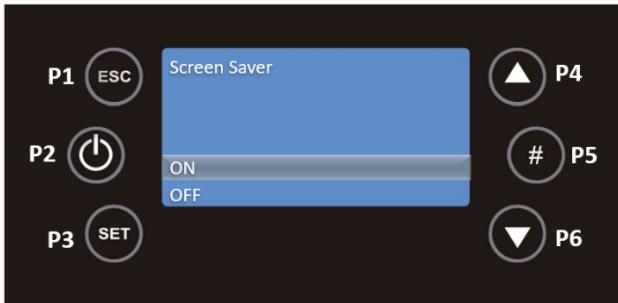 Screen Saver
ON
OFF
P1 ESC
P2
P3 SET
P4
# P5
P6